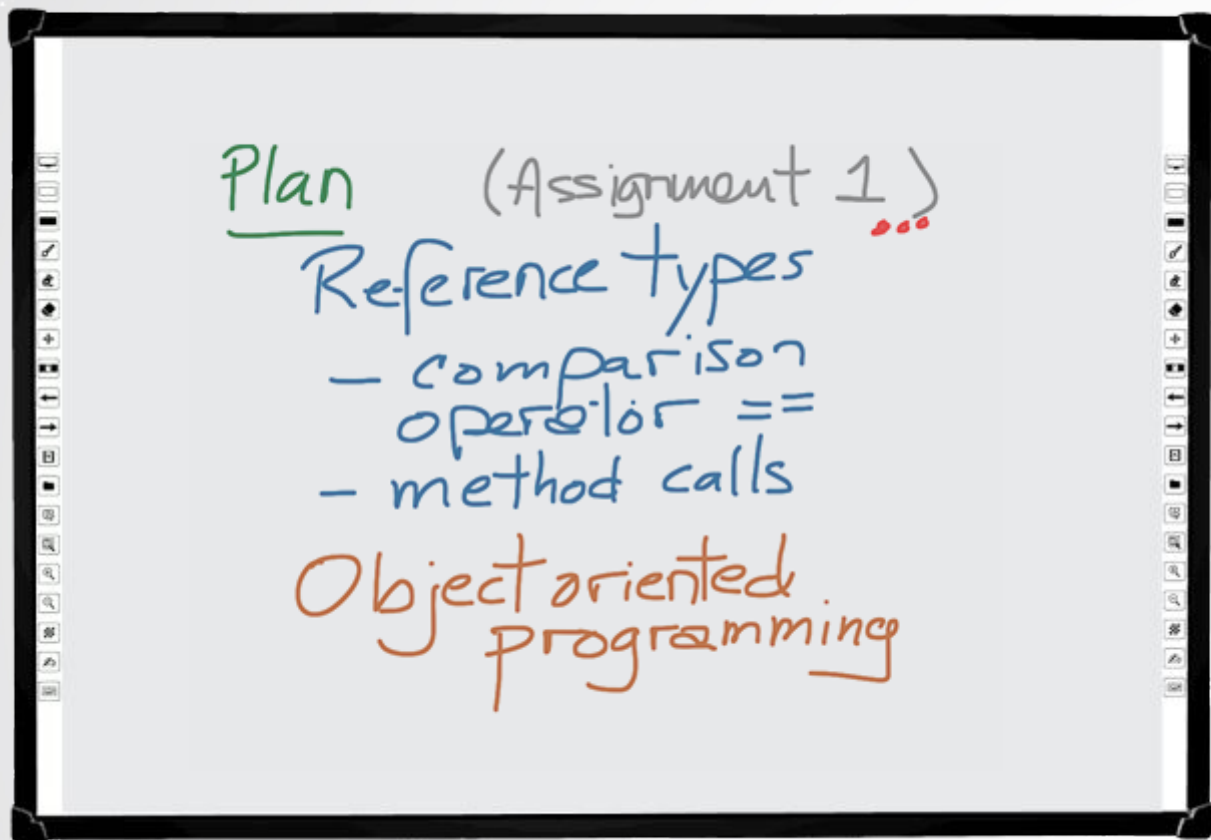 Plan (Assignment 1)
Reference types
- comparison
operator ==
- method calls
Object oriented
programming